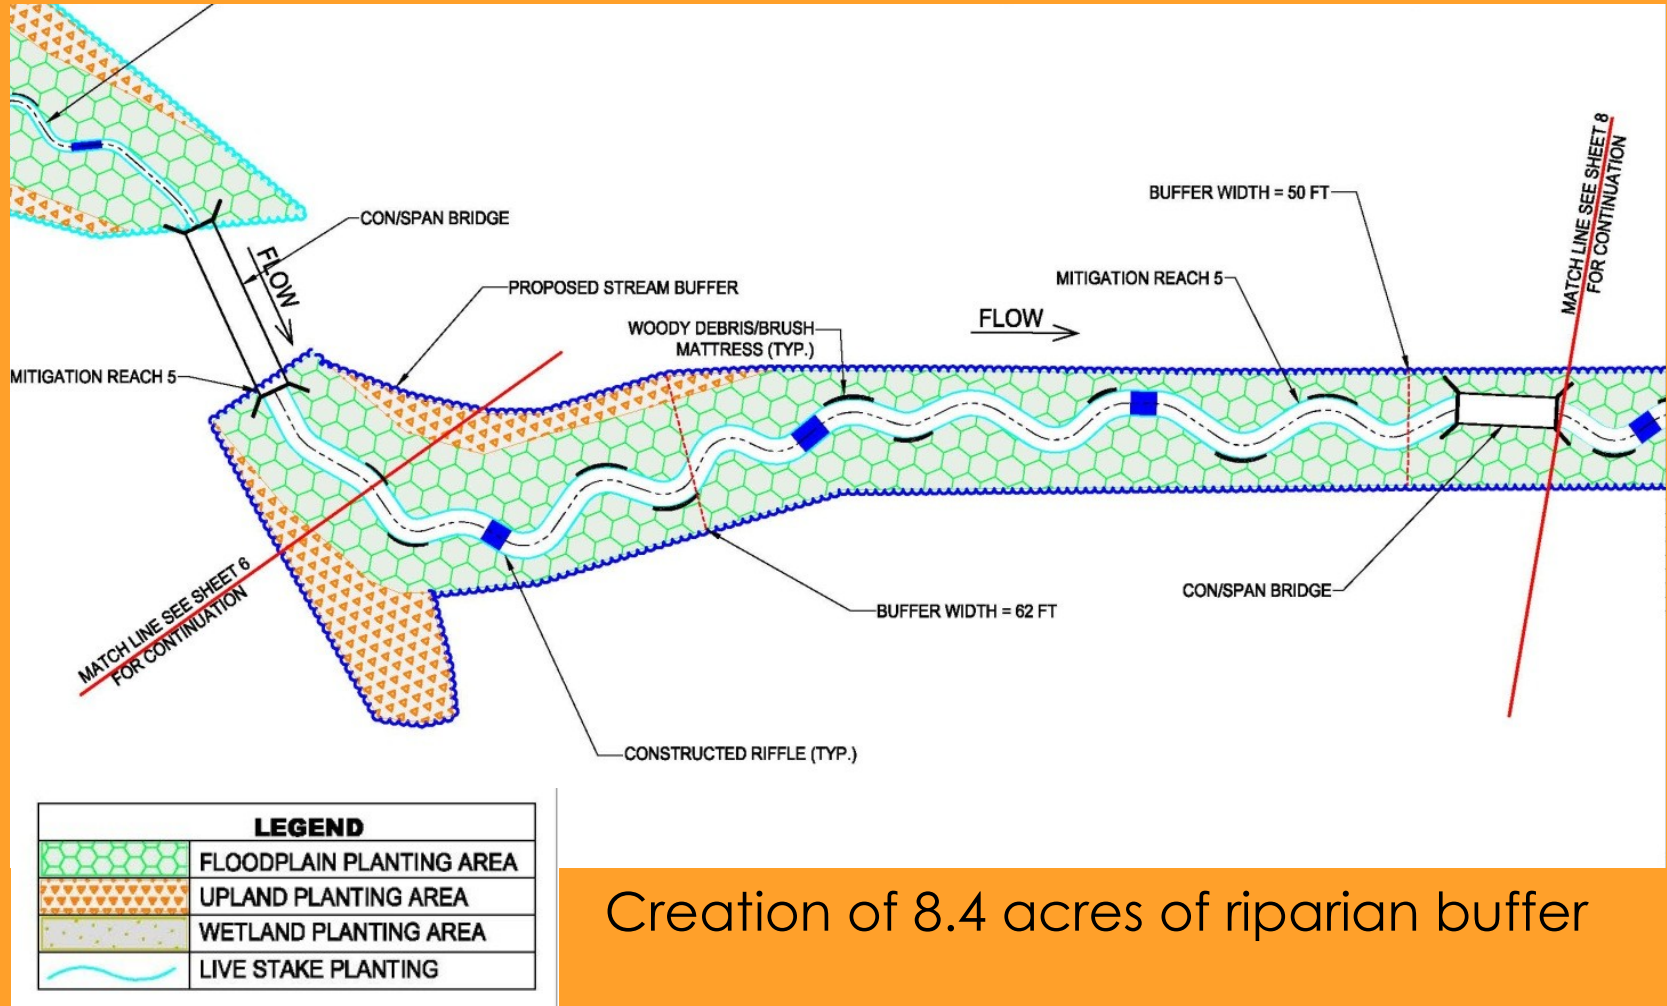 BUFFER WIDTH = 50 FT
MATCH LINE SEE SHEET 8
FOR CONTINUATION
CON/SPAN BRIDGE
FLOW
PROPOSED STREAM BUFFER
MITIGATION REACH 5
WOODY DEBRIS/BRUSH
MATTRESS (TYP.)
FLOW
MITIGATION REACH 5
MATCH LINE SEE SHEET 6
FOR CONTINUATION
BUFFER WIDTH = 62 FT
CON/SPAN BRIDGE
CONSTRUCTED RIFFLE (TYP.)
LEGEND
FLOODPLAIN PLANTING AREA
UPLAND PLANTING AREA
WETLAND PLANTING AREA
LIVE STAKE PLANTING
Creation of 8.4 acres of riparian buffer